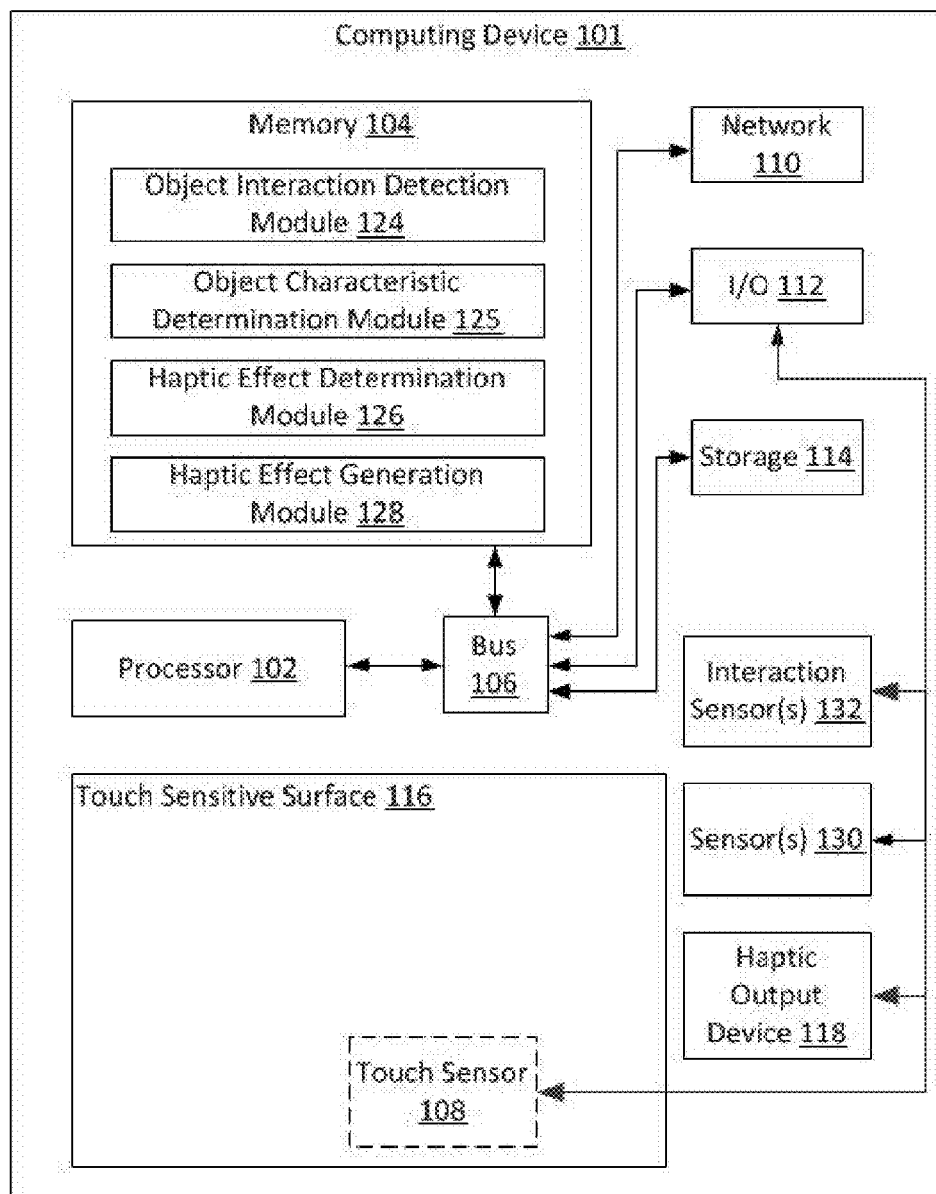 Computing Device 101
Memory 104
Object Interaction Detection
Module 124
Object Characteristic
Determination Module 125
Haptic Effect Determination
Module 126
Haptic Effect Generation
Module 128
Network
110
I/O 112
Storage 114
Processor 102
Bus
106
Interaction
Sensor(s) 132
Touch Sensitive Surface 116
Sensor(s) 130
Haptic
Output
Device 118
Touch Sensor
108